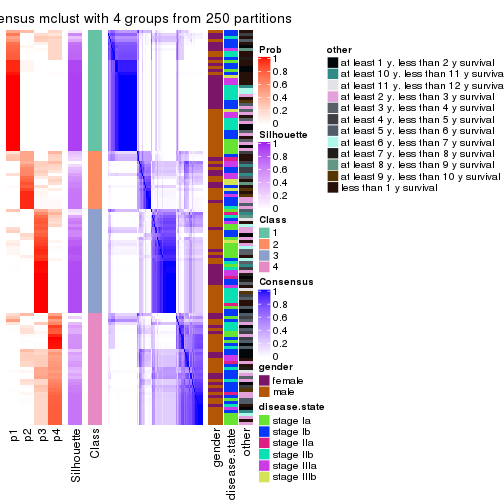 ensus mclust with 4 groups from 250 partitions
Prob
1
0.8
0.6
0.4
0.2
0
Silhouette
1
0.8
0.6
0.4
0.2
0
Class
1
2
3
4
Consensus
1
0.8
0.6
0.4
0.2
0
gender
female
male
disease.state
stage Ia
stage Ib
stage IIa
stage IIb
stage IIIa
stage IIIb
other
at least 1 y. less than 2 y survival
at least 10 y. less than 11 y survival
at least 11 y. less than 12 y survival
at least 2 y. less than 3 y survival
at least 3 y. less than 4 y survival
at least 4 y. less than 5 y survival
at least 5 y. less than 6 y survival
at least 6 y. less than 7 y survival
at least 7 y. less than 8 y survival
at least 8 y. less than 9 y survival
at least 9 y. less than 10 y survival
less than 1 y survival
p1
p2
p3
p4
Silhouette
Class
gender
disease.state
other